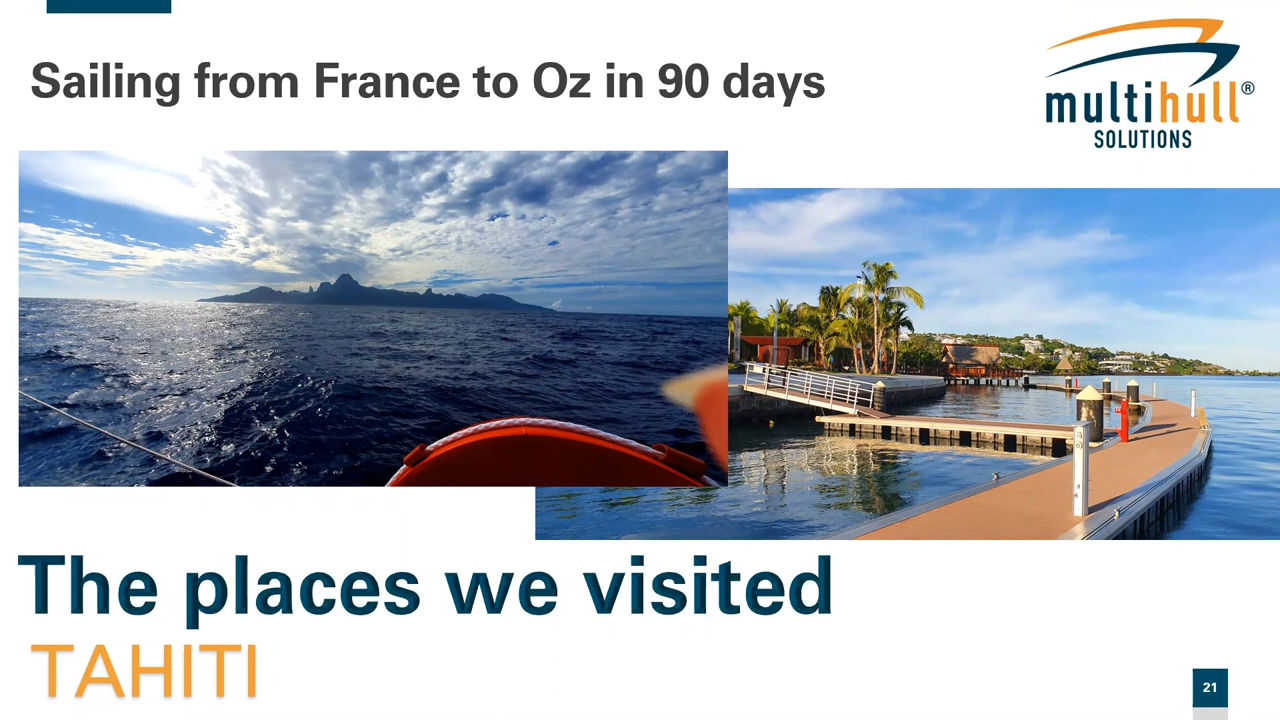 Sailing from France to Oz in 90 days
multihull®
SOLUTIONS
The places we visited
TAHITI
21